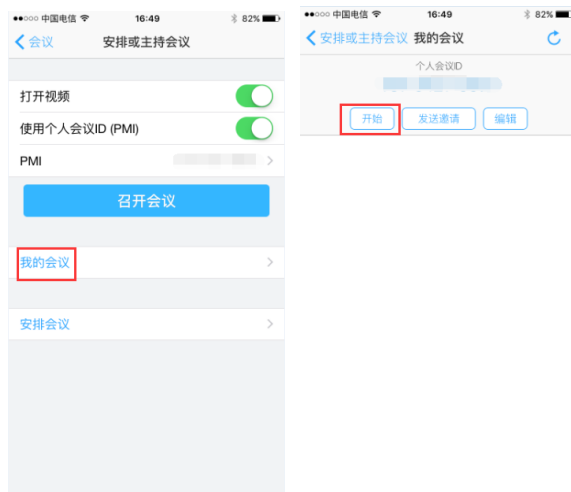 中国电信 16:49 82%
会议 安排或主持会议
打开视频
使用个人会议ID (PMI)
PMI
召开会议
我的会议
安排会议
中国电信 16:49 82%
安排或主持会议 我的会议
个人会议ID
开始 发送邀请 编辑